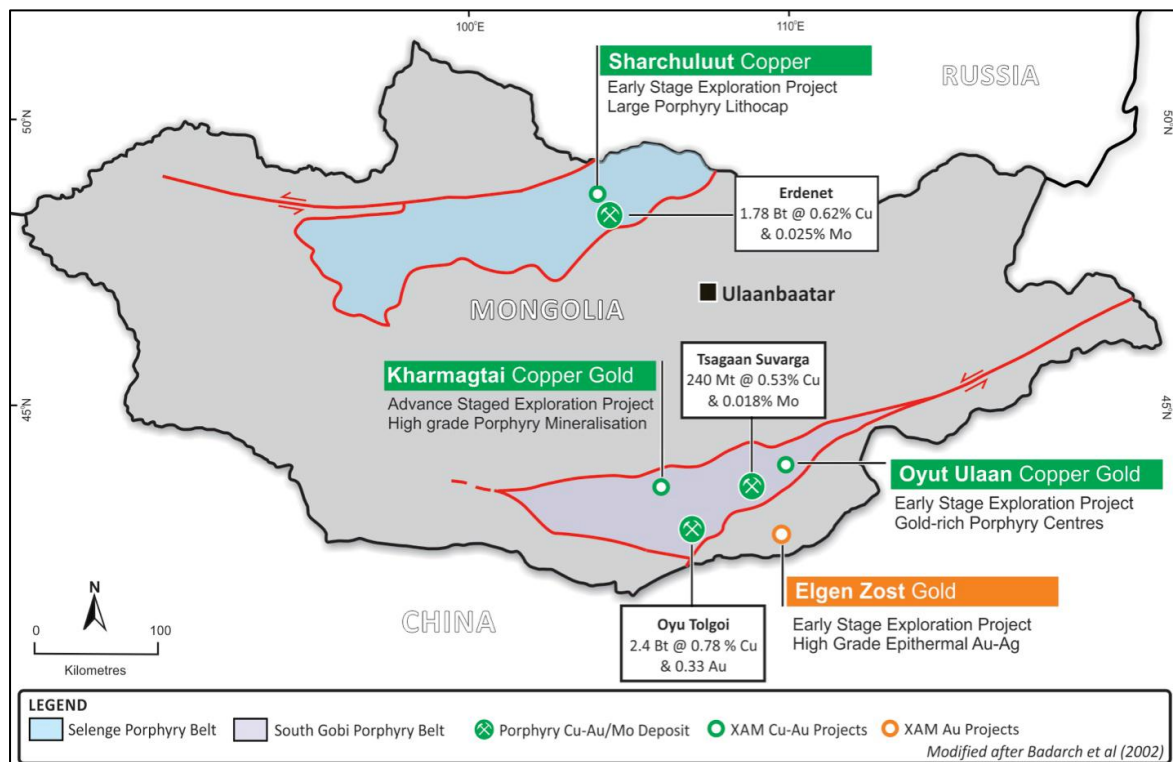 100°E
110°E
Sharchuluut Copper
Early Stage Exploration Project
Large Porphyry Lithocap
RUSSIA
50°N
50°N
Erdenet
1.78 Bt @ 0.62% Cu
& 0.025% Mo
MONGOLIA
Ulaanbaatar
Kharmagtai Copper Gold
Advance Staged Exploration Project
High grade Porphyry Mineralisation
Tsagaan Suvarga
240 Mt @ 0.53% Cu
& 0.018% Mo
45°N
45°N
Oyut Ulaan Copper Gold
Early Stage Exploration Project
Gold-rich Porphyry Centres
N
0 100
Kilometres
CHINA
Oyu Tolgoi
2.4 Bt @ 0.78 % Cu
& 0.33 Au
Elgen Zost Gold
Early Stage Exploration Project
High Grade Epithermal Au-Ag
LEGEND
Selenge Porphyry Belt South Gobi Porphyry Belt Porphyry Cu-Au/Mo Deposit XAM Cu-Au Projects XAM Au Projects
Modified after Badarch et al (2002)